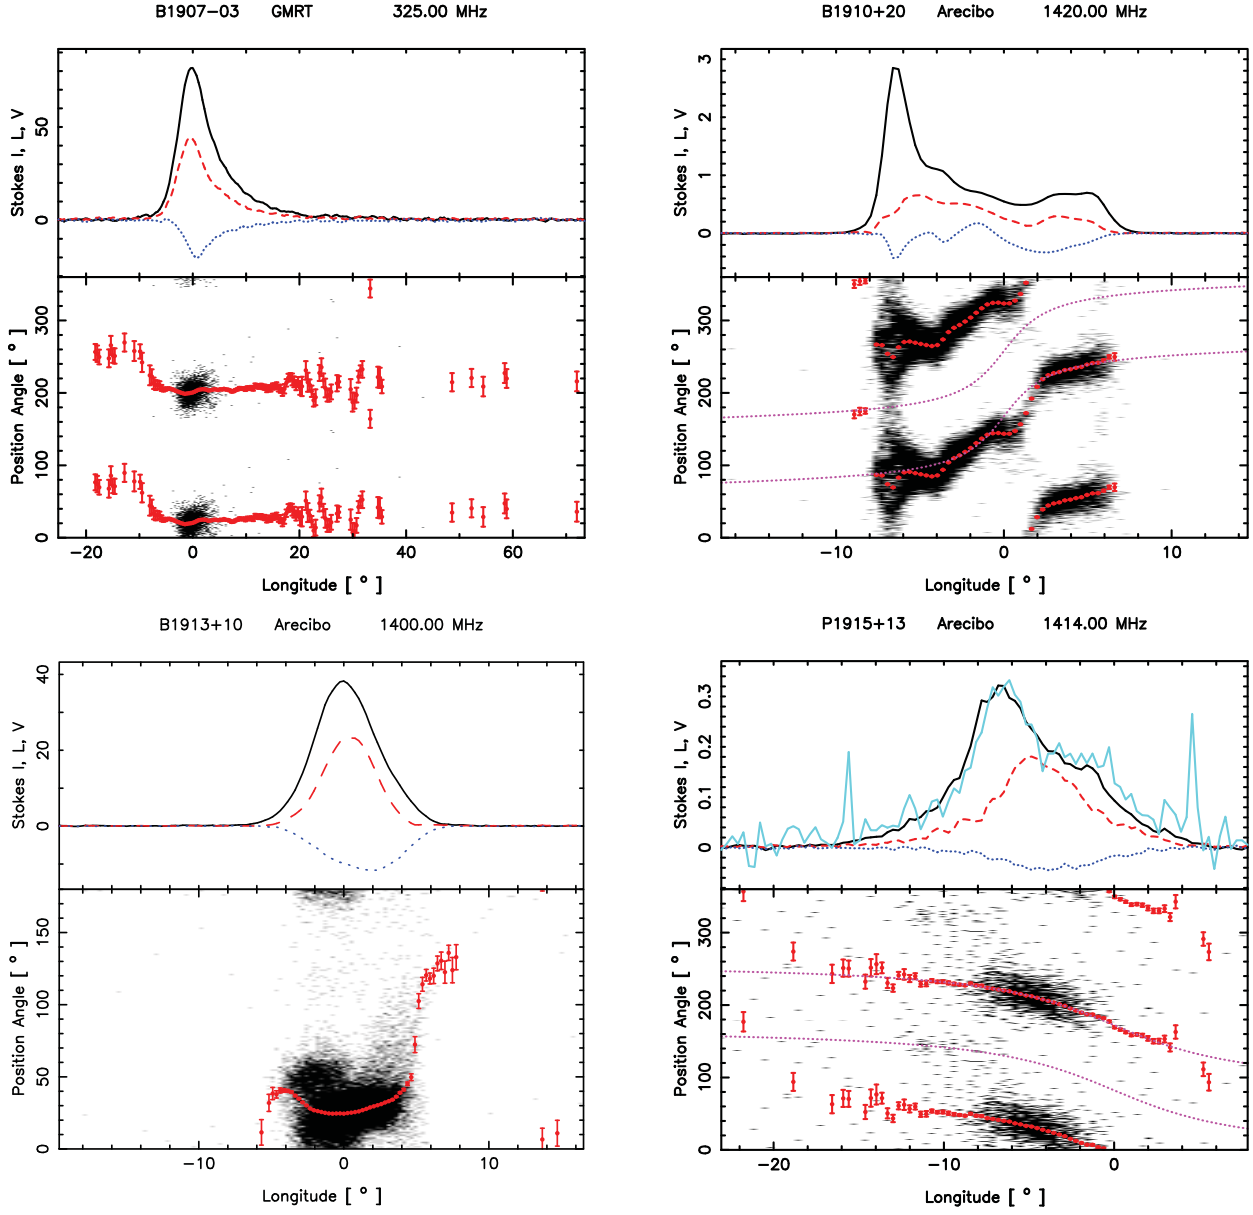 B1907−03 GMRT 325.00 MHz
Stokes I, L, V
50
0
Position Angle [ ° ]
300
200
100
0
−20 0 20 40 60
Longitude [ ° ]
B1910+20 Arecibo 1420.00 MHz
Stokes I, L, V
3
2
1
0
Position Angle [ ° ]
300
200
100
0
−10 0 10
Longitude [ ° ]
B1913+10 Arecibo 1400.00 MHz
Stokes I, L, V
40
20
0
Position Angle [ ° ]
150
100
50
0
−10 0 10
Longitude [ ° ]
P1915+13 Arecibo 1414.00 MHz
Stokes I, L, V
0.3
0.2
0.1
0
Position Angle [ ° ]
300
200
100
0
−20 −10 0
Longitude [ ° ]